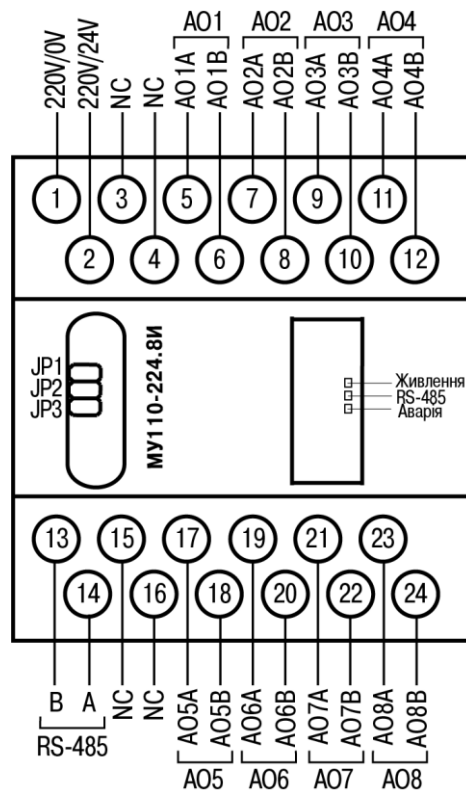 AO1 AO2 AO3 AO4
220V/0V 220V/24V NC NC AO1A AO1B AO2A AO2B AO3A AO3B AO4A AO4B
1 3 5 7 9 11
2 4 6 8 10 12
JP1
JP2
JP3
МУ110-224.8И
Живлення
RS-485
Аварія
13 15 17 19 21 23
14 16 18 20 22 24
B A NC NC AO5A AO5B AO6A AO6B AO7A AO7B AO8A AO8B
RS-485
AO5 AO6 AO7 AO8